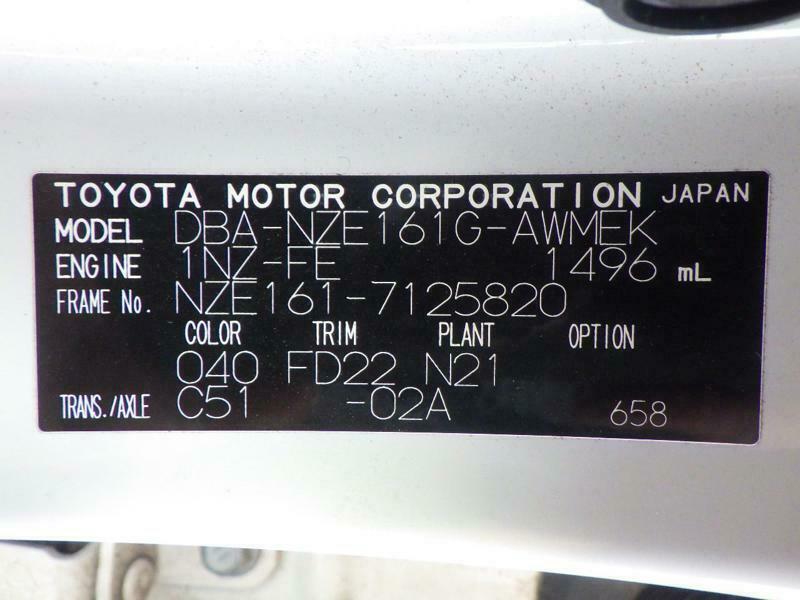 TOYOTA MOTOR CORPORATION JAPAN
MODEL DBA-NZE161G-AWMEK
ENGINE 1NZ-FE 1496 mL
FRAME No. NZE161-7125820
COLOR TRIM PLANT OPTION
040 FD22 N21
TRANS./AXLE C51 -02A 658